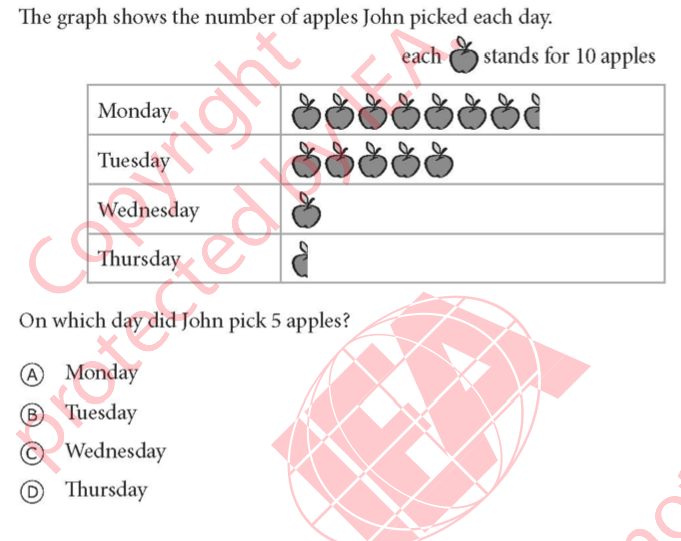 The graph shows the number of apples John picked each day.
each stands for 10 apples
Monday
Tuesday
Wednesday
Thursday
On which day did John pick 5 apples?
A Monday
B Tuesday
C Wednesday
D Thursday
Copyright
protected by IEA.
IEA